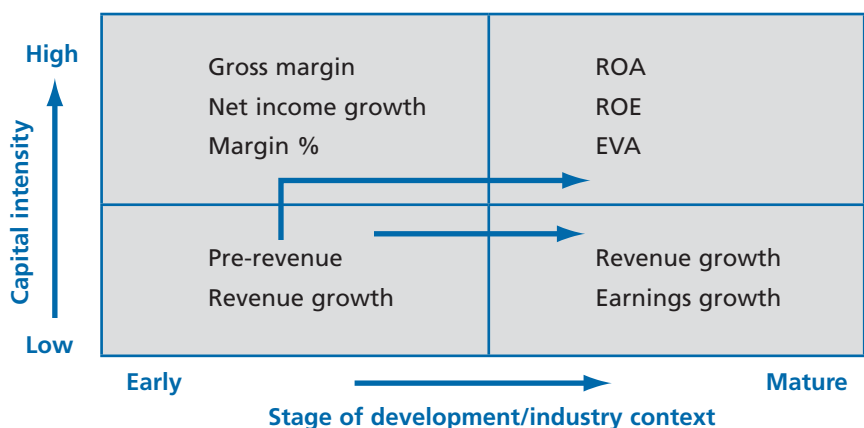 High
Capital intensity
Low
Gross margin
Net income growth
Margin %
ROA
ROE
EVA
Pre-revenue
Revenue growth
Revenue growth
Earnings growth
Early
Mature
Stage of development/industry context